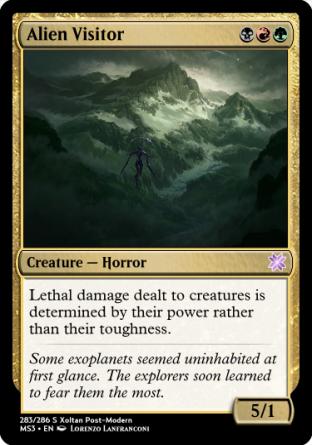 Alien Visitor
Creature — Horror
Lethal damage dealt to creatures is
determined by their power rather
than their toughness.
Some exoplanets seemed uninhabited at
first glance. The explorers soon learned
to fear them the most.
5/1
283/286 S Xoltan Post-Modern
MS3 • EN Lorenzo Lanfranconi